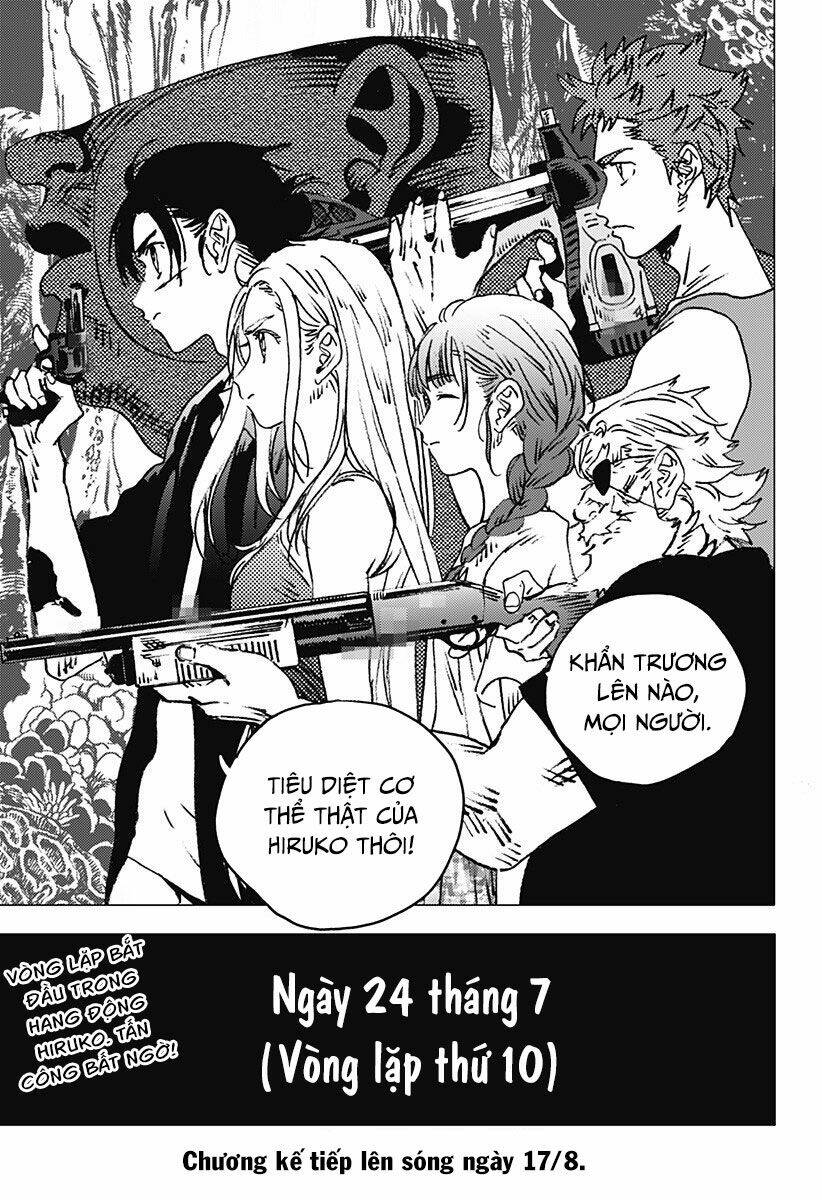 KHẨN TRƯƠNG
LÊN NÀO,
MỌI NGƯỜI.
TIÊU DIỆT CƠ
THỂ THẬT CỦA
HIRUKO THÔI!
VÒNG LẶP BẮT
ĐẦU TRONG
HANG ĐỘNG
HIRUKO. TẤN
CÔNG BẤT NGỜ!
Ngày 24 tháng 7
(Vòng lặp thứ 10)
Chương kế tiếp lên sóng ngày 17/8.